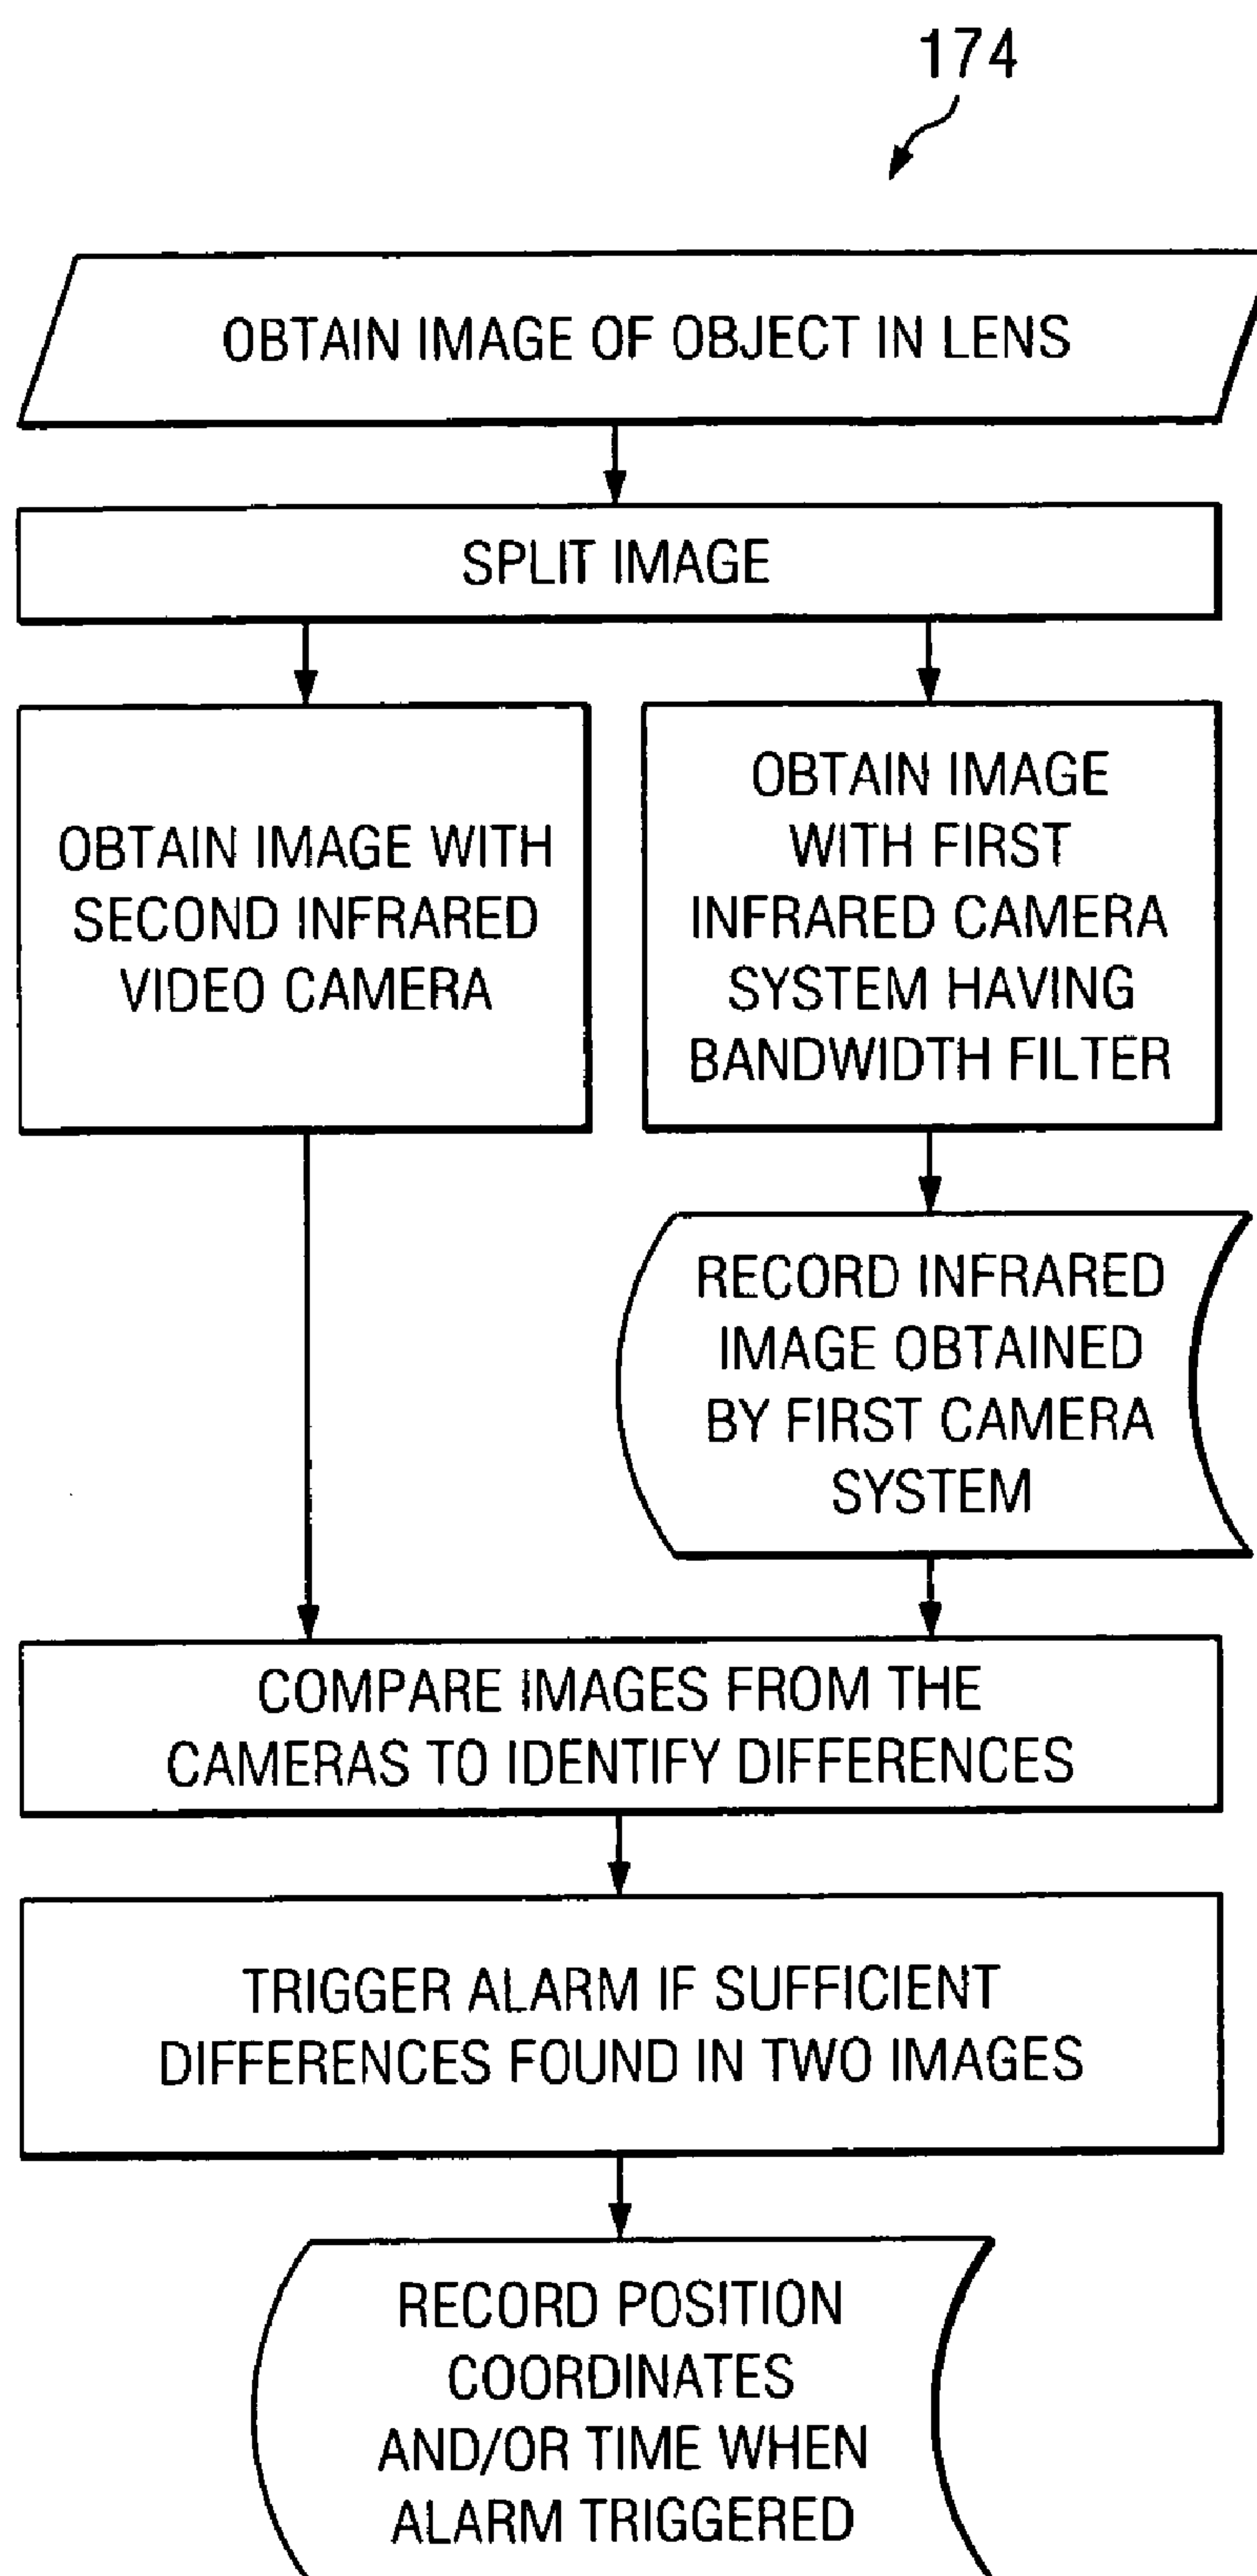 174
OBTAIN IMAGE OF OBJECT IN LENS
SPLIT IMAGE
OBTAIN IMAGE WITH
SECOND INFRARED
VIDEO CAMERA
OBTAIN IMAGE
WITH FIRST
INFRARED CAMERA
SYSTEM HAVING
BANDWIDTH FILTER
RECORD INFRARED
IMAGE OBTAINED
BY FIRST CAMERA
SYSTEM
COMPARE IMAGES FROM THE
CAMERAS TO IDENTIFY DIFFERENCES
TRIGGER ALARM IF SUFFICIENT
DIFFERENCES FOUND IN TWO IMAGES
RECORD POSITION
COORDINATES
AND/OR TIME WHEN
ALARM TRIGGERED